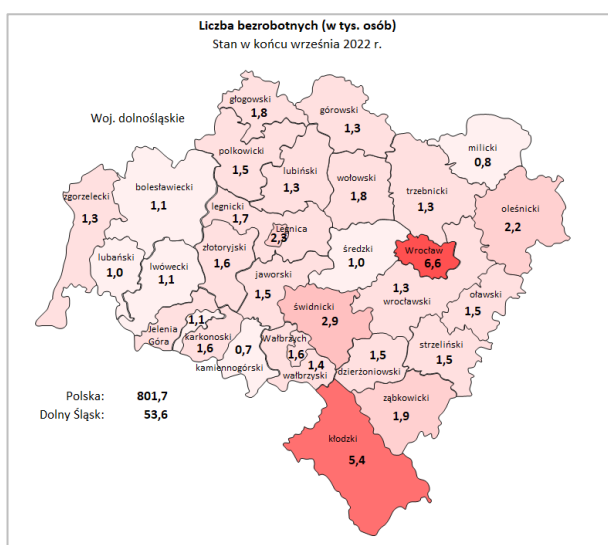 Liczba bezrobotnych (w tys. osób)
Stan w końcu września 2022 r.
Woj. dolnośląskie
głogowski
1,8
górowski
1,3
milicki
0,8
polkowicki
1,5
lubiński
1,3
wołowski
1,8
trzebnicki
1,3
oleśnicki
2,2
zgorzelecki
1,3
bolesławiecki
1,1
legnicki
1,7
Legnica
2,3
złotoryjski
1,6
średzki
1,0
Wrocław
6,6
lubański
1,0
lwówecki
1,1
jaworski
1,5
1,3
wrocławski
oławski
1,5
świdnicki
2,9
Jelenia
Góra
1,1
karkonoski
1,6
0,7
kamiennogórski
Wałbrzych
1,6
1,4
wałbrzyski
1,5
dzierżoniowski
strzeliński
1,5
ząbkowicki
1,9
kłodzki
5,4
Polska: 801,7
Dolny Śląsk: 53,6